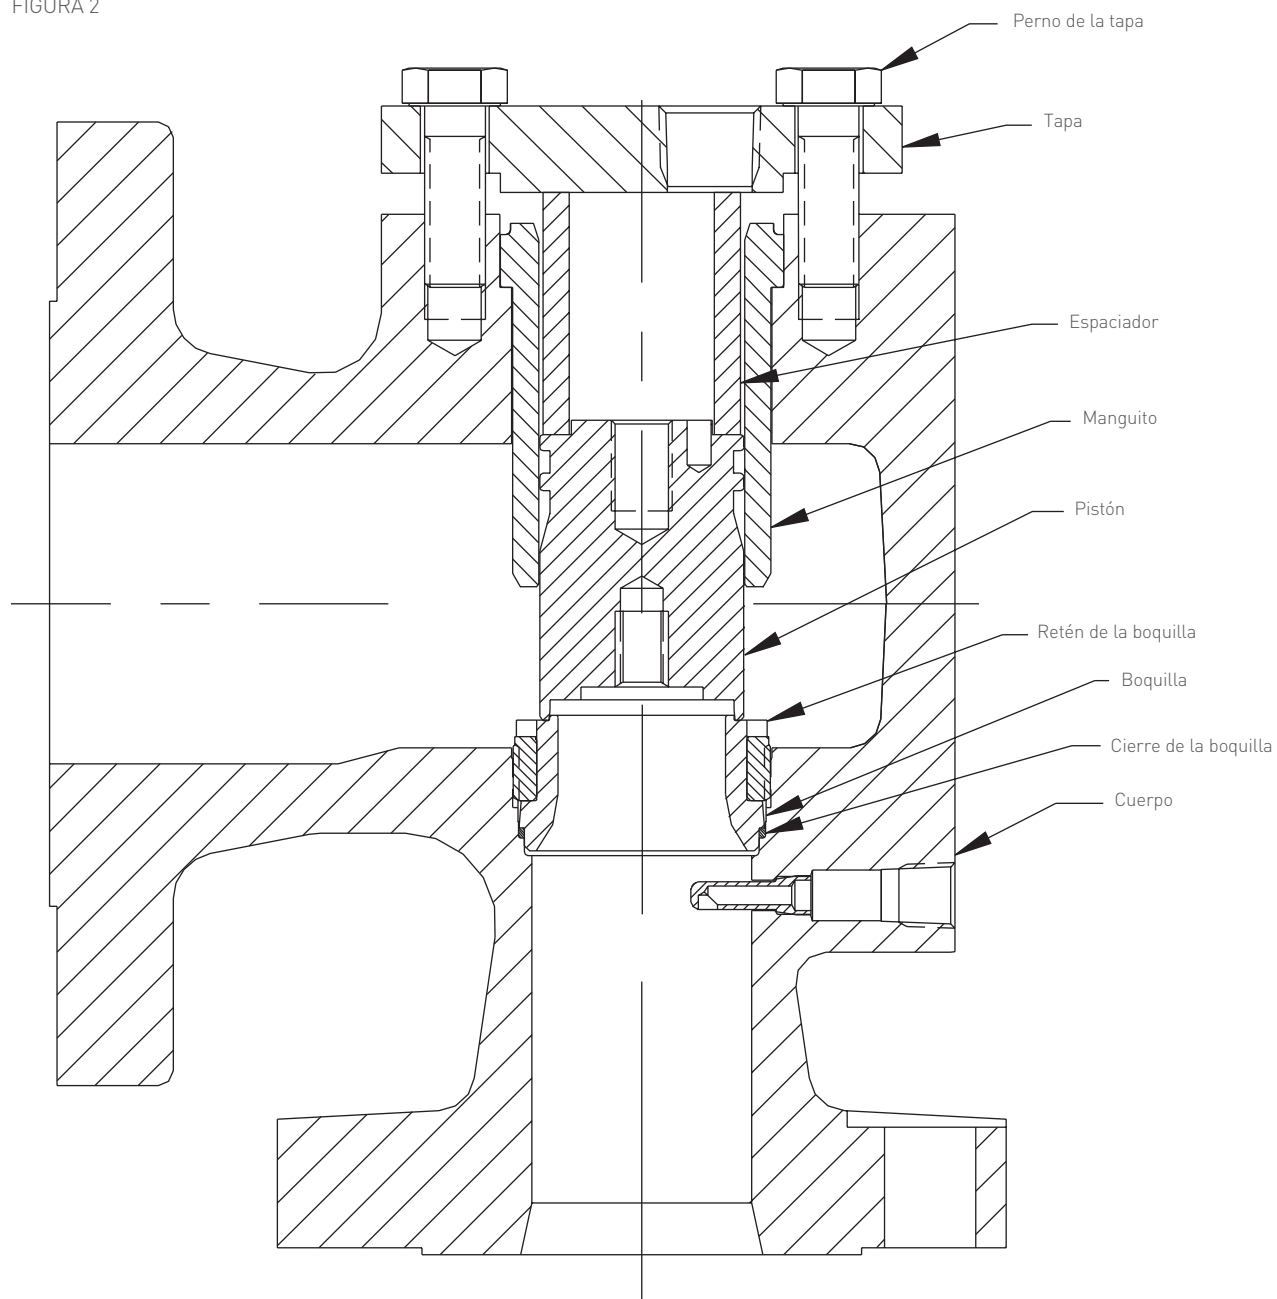 FIGURA 2
Perno de la tapa
Tapa
Espaciador
Manguito
Pistón
Retén de la boquilla
Boquilla
Cierre de la boquilla
Cuerpo